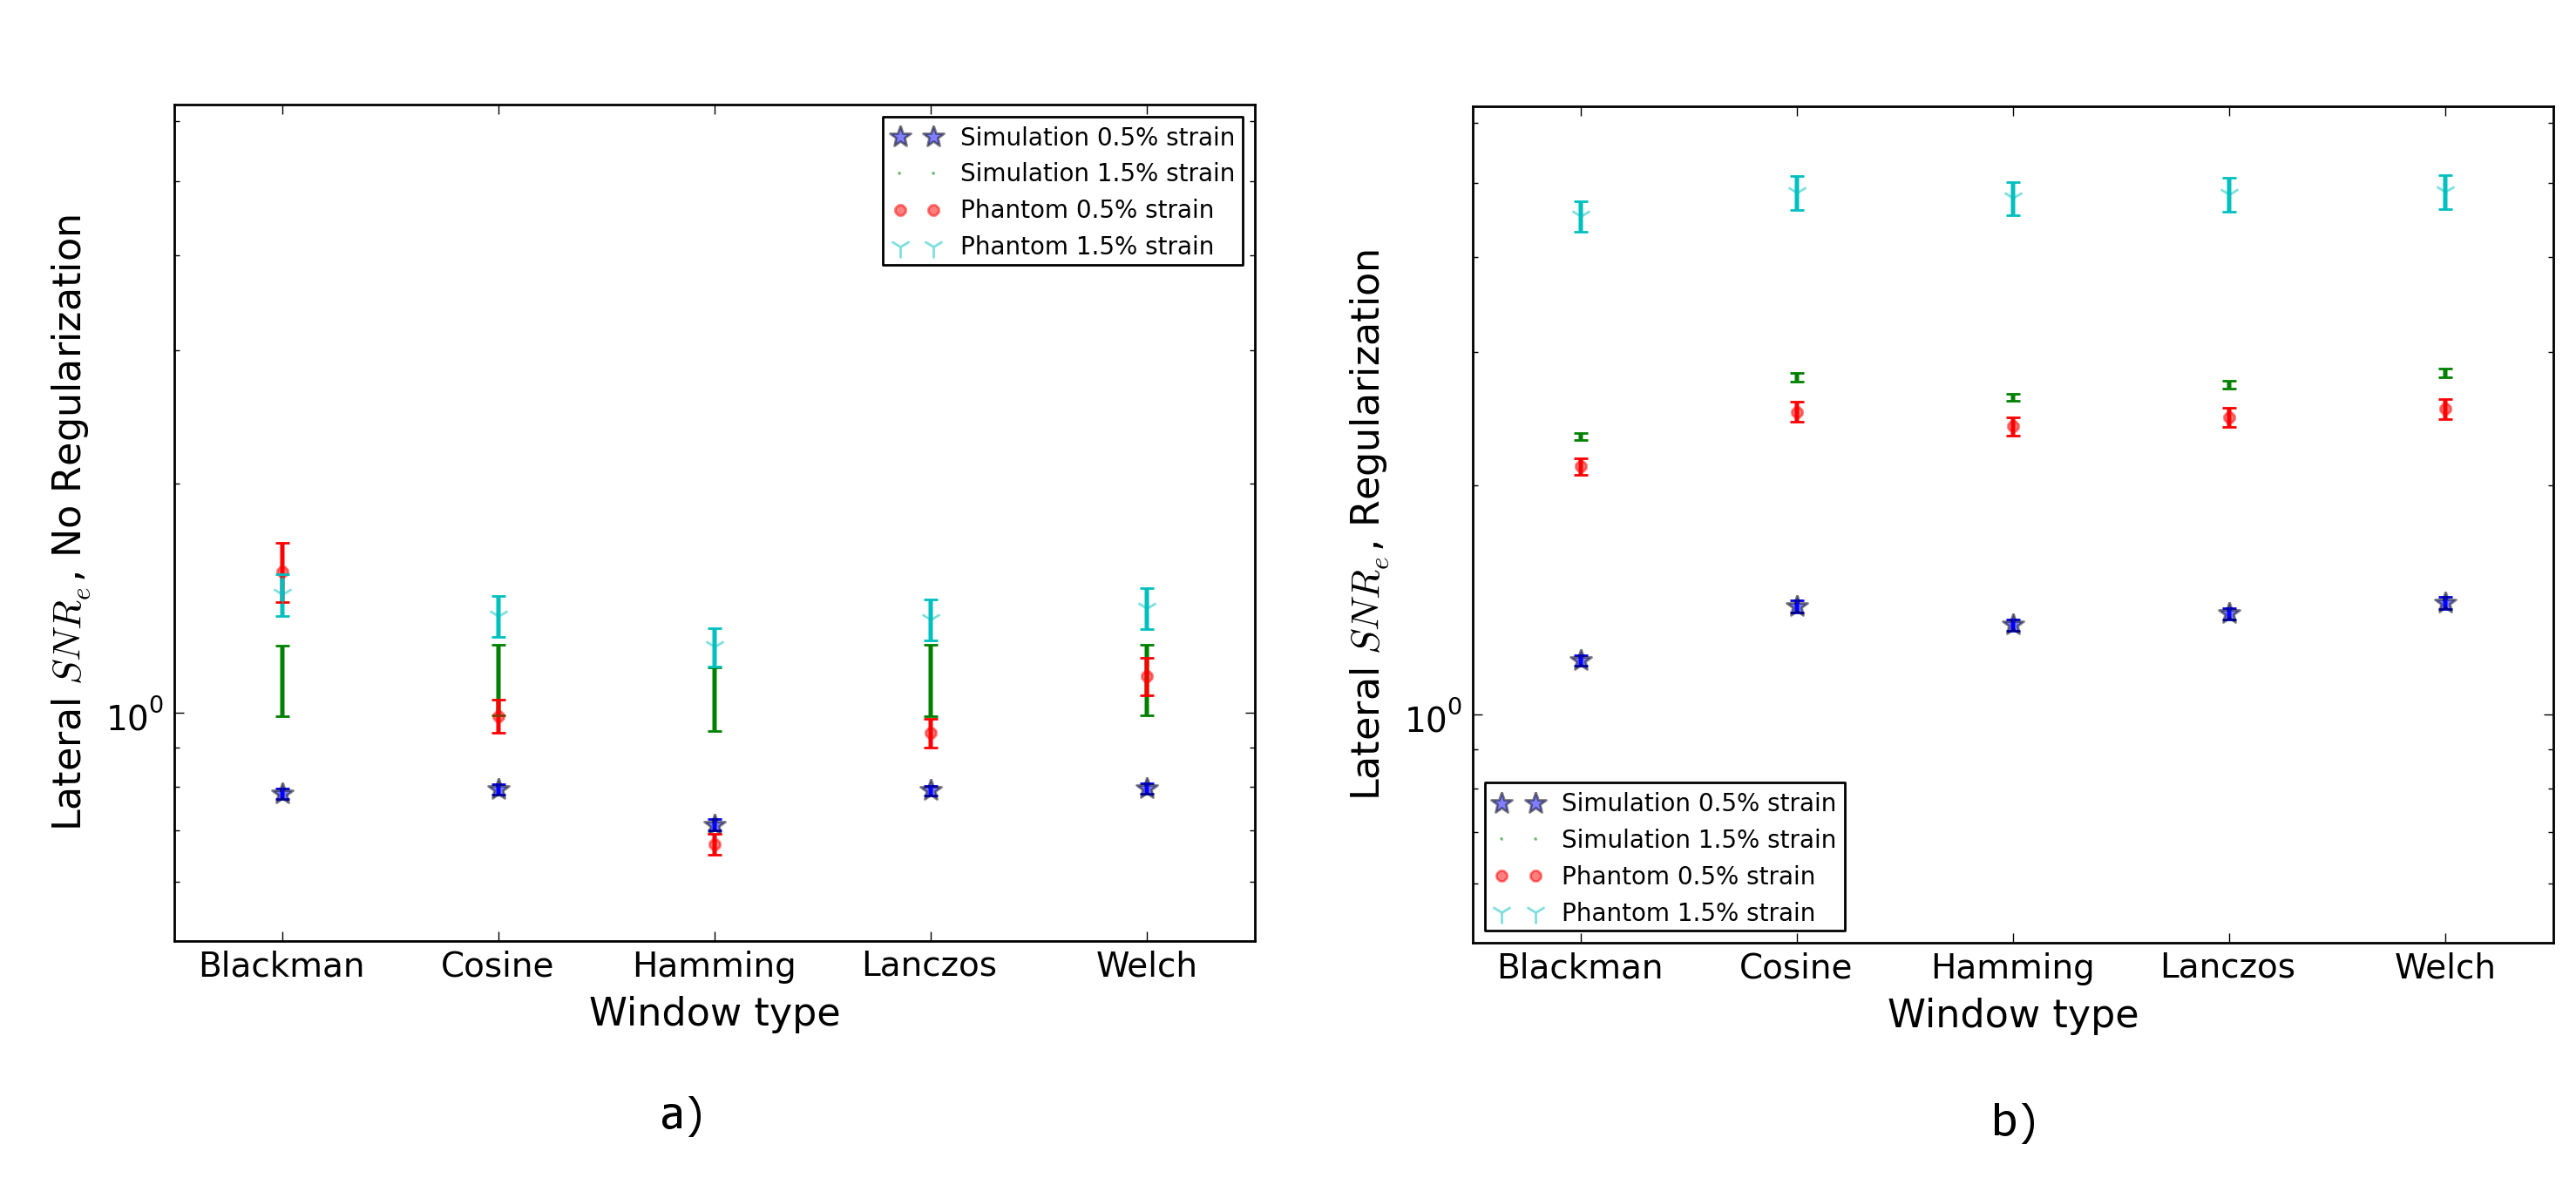 Lateral SNR_e, No Regularization
10^0
Simulation 0.5% strain
Simulation 1.5% strain
Phantom 0.5% strain
Phantom 1.5% strain
Blackman Cosine Hamming Lanczos Welch
Window type
a)
Lateral SNR_e, Regularization
10^0
Simulation 0.5% strain
Simulation 1.5% strain
Phantom 0.5% strain
Phantom 1.5% strain
Blackman Cosine Hamming Lanczos Welch
Window type
b)